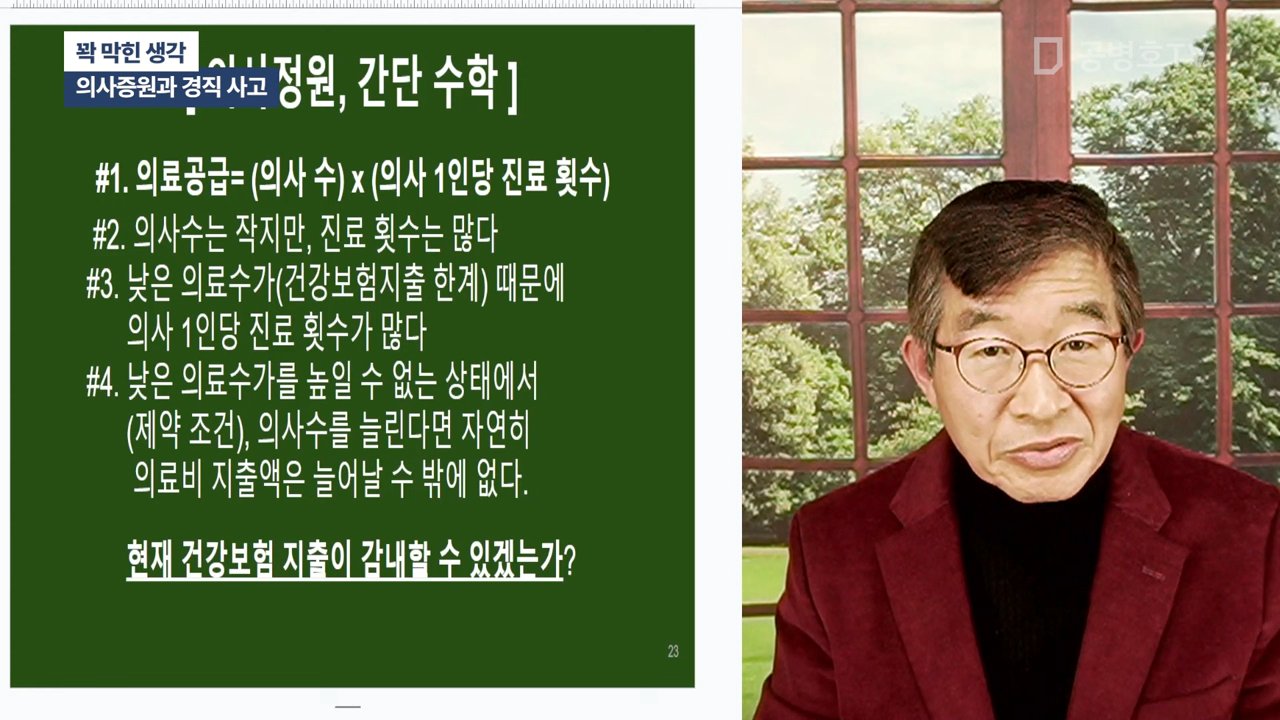 꽉 막힌 생각
의사증원과 경직 사고
정원, 간단 수학 ]
#1. 의료공급= (의사 수) x (의사 1인당 진료 횟수)
#2. 의사수는 작지만, 진료 횟수는 많다
#3. 낮은 의료수가(건강보험지출 한계) 때문에
의사 1인당 진료 횟수가 많다
#4. 낮은 의료수가를 높일 수 없는 상태에서
(제약 조건), 의사수를 늘린다면 자연히
의료비 지출액은 늘어날 수 밖에 없다.
현재 건강보험 지출이 감내할 수 있겠는가?
23
공병호TV